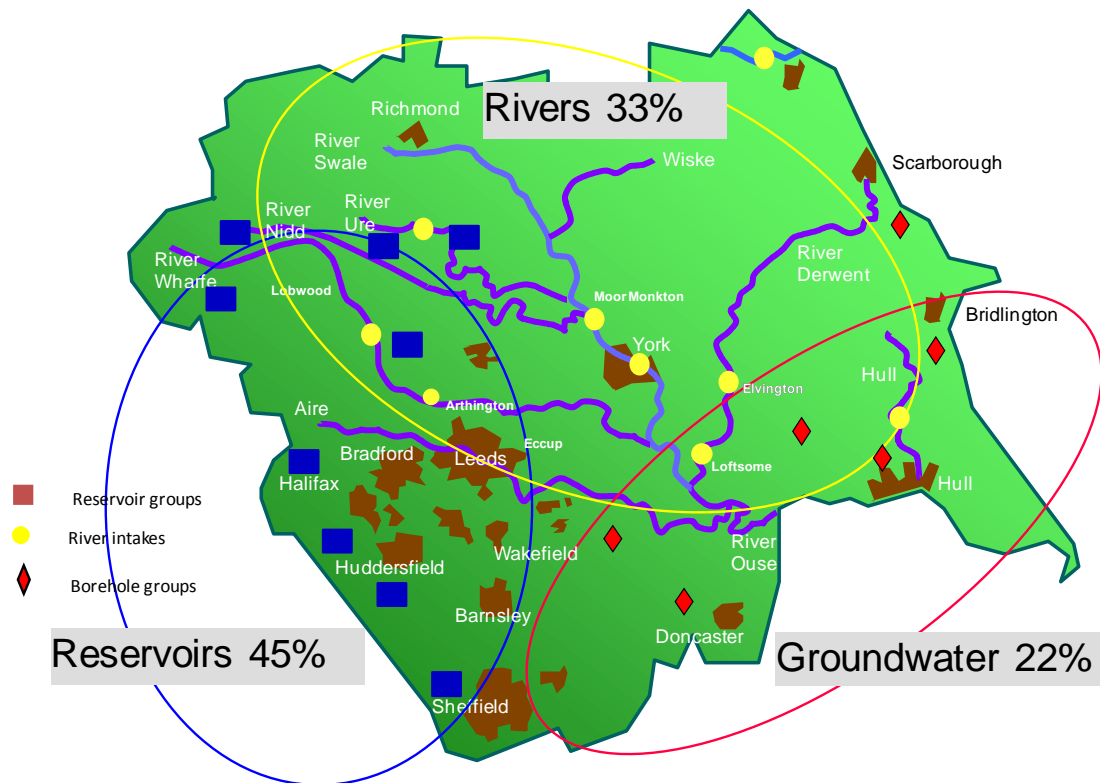 Rivers 33%
Richmond
River
Swale
Wiske
Scarborough
River
Nidd
River
Ure
River
Wharfe
River
Derwent
Lobwood
Moor Monkton
Bridlington
York
Hull
Elvington
Aire
Arthington
Eccup
Bradford
Leeds
Loftsome
Halifax
Hull
Reservoir groups
River intakes
Borehole groups
Wakefield
River
Ouse
Huddersfield
Barnsley
Doncaster
Reservoirs 45%
Groundwater 22%
Sheffield